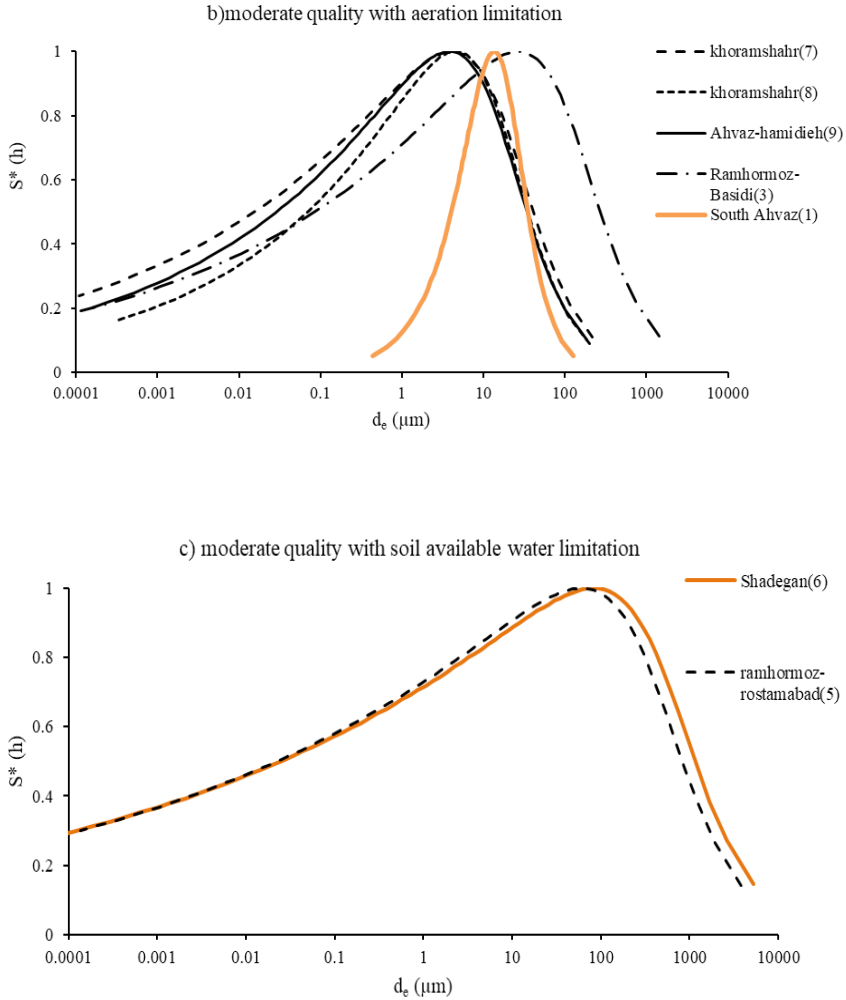 b)moderate quality with aeration limitation
1
0.8
0.6
0.4
0.2
0
S* (h)
0.0001
0.001
0.01
0.1
1
10
100
1000
10000
de (µm)
khoramshahr(7)
khoramshahr(8)
Ahvaz-hamidieh(9)
Ramhormoz-
Basidi(3)
South Ahvaz(1)
c) moderate quality with soil available water limitation
1
0.8
0.6
0.4
0.2
0
S* (h)
0.0001
0.001
0.01
0.1
1
10
100
1000
10000
de (µm)
Shadegan(6)
ramhormoz-
rostamabad(5)